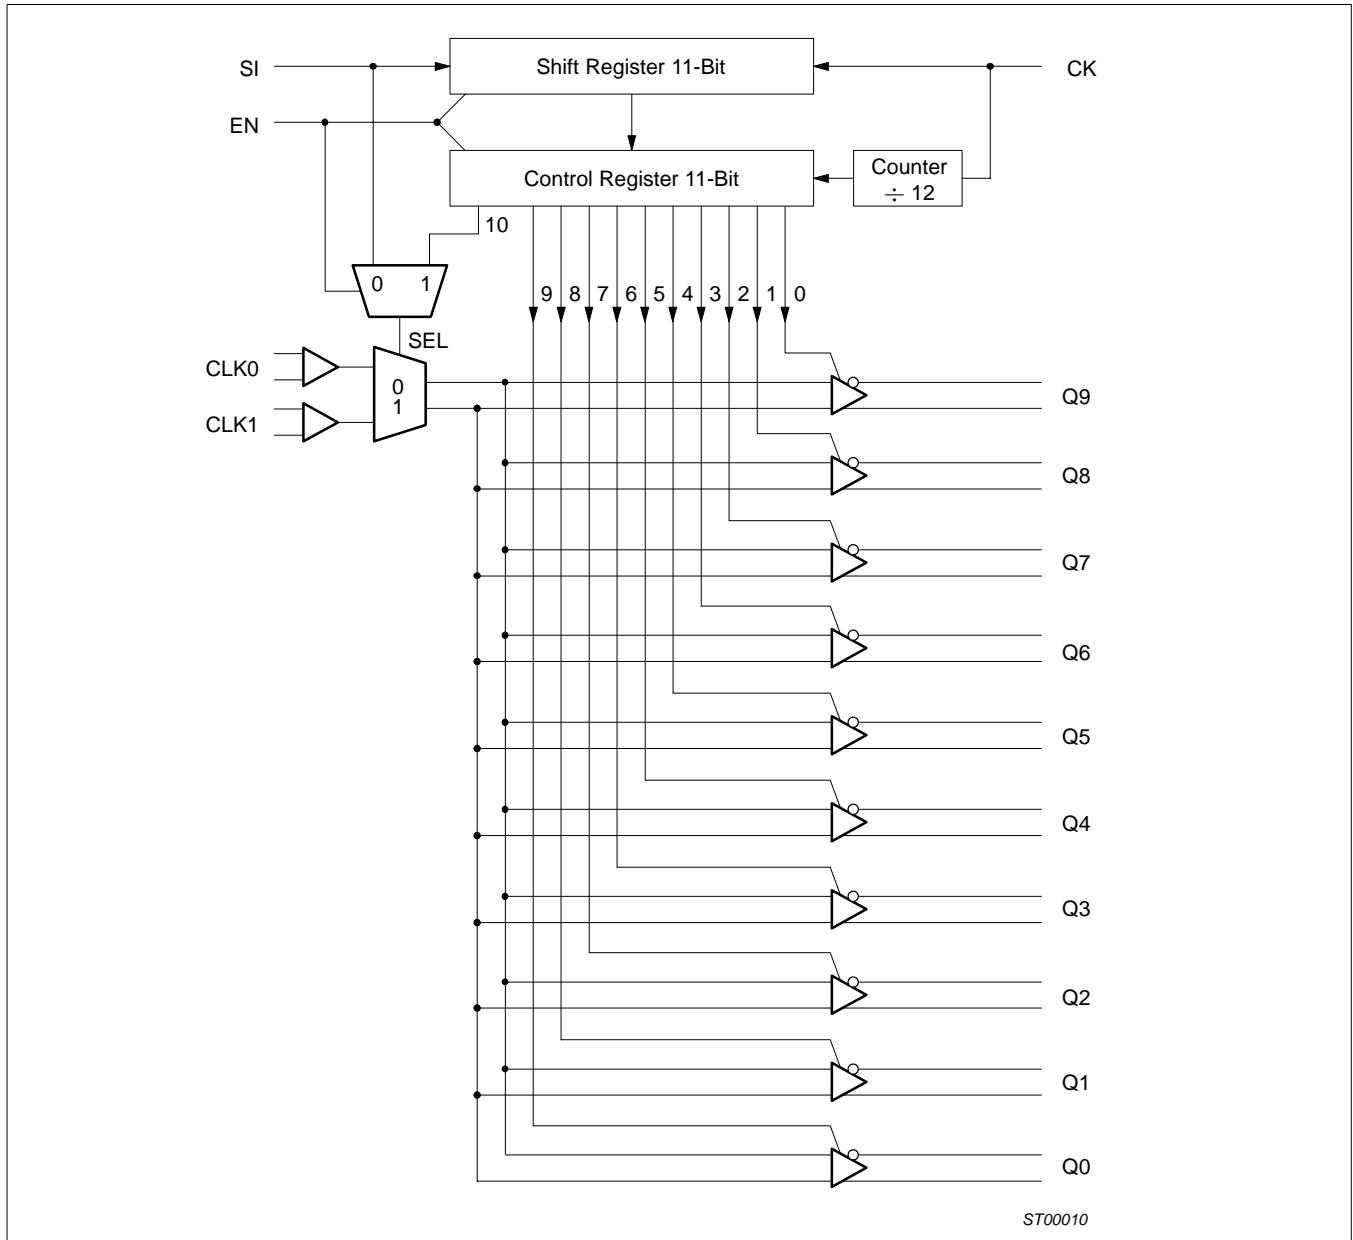 SI
Shift Register 11-Bit
CK
EN
Control Register 11-Bit
Counter
÷ 12
10
0
1
9
8
7
6
5
4
3
2
1
0
SEL
CLK0
0
1
CLK1
Q9
Q8
Q7
Q6
Q5
Q4
Q3
Q2
Q1
Q0
ST00010